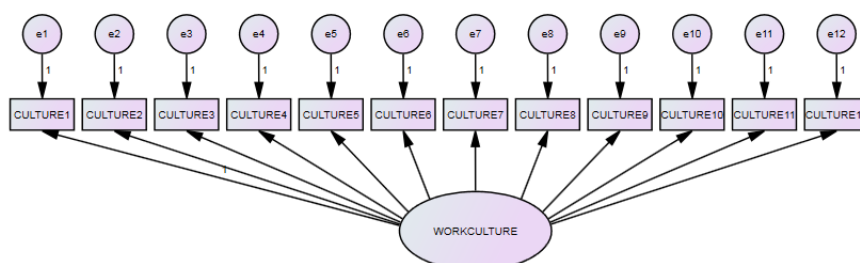 e1 e2 e3 e4 e5 e6 e7 e8 e9 e10 e11 e12
1 1 1 1 1 1 1 1 1 1 1 1
CULTURE1 CULTURE2 CULTURE3 CULTURE4 CULTURE5 CULTURE6 CULTURE7 CULTURE8 CULTURE9 CULTURE10 CULTURE11 CULTURE1
1
WORKCULTURE